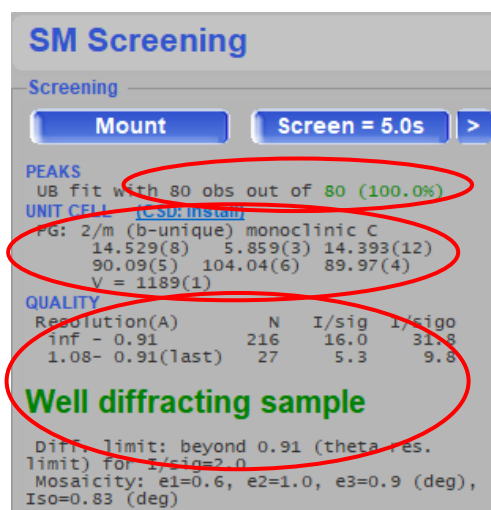 SM Screening
Screening
Mount
Screen = 5.0s
>
PEAKS
UB fit with 80 obs out of 80 (100.0%)
UNIT CELL (CSD: Install)
PG: 2/m (b-unique) monoclinic C
14.529(8) 5.859(3) 14.393(12)
90.09(5) 104.04(6) 89.97(4)
V = 1189(1)
QUALITY
Resolution(A) N I/sig I/sigo
inf - 0.91 216 16.0 31.8
1.08- 0.91(last) 27 5.3 9.8
Well diffracting sample
Diff. limit: beyond 0.91 (theta res.
limit) for I/sig=2.0
Mosaicity: e1=0.6, e2=1.0, e3=0.9 (deg),
Iso=0.83 (deg)